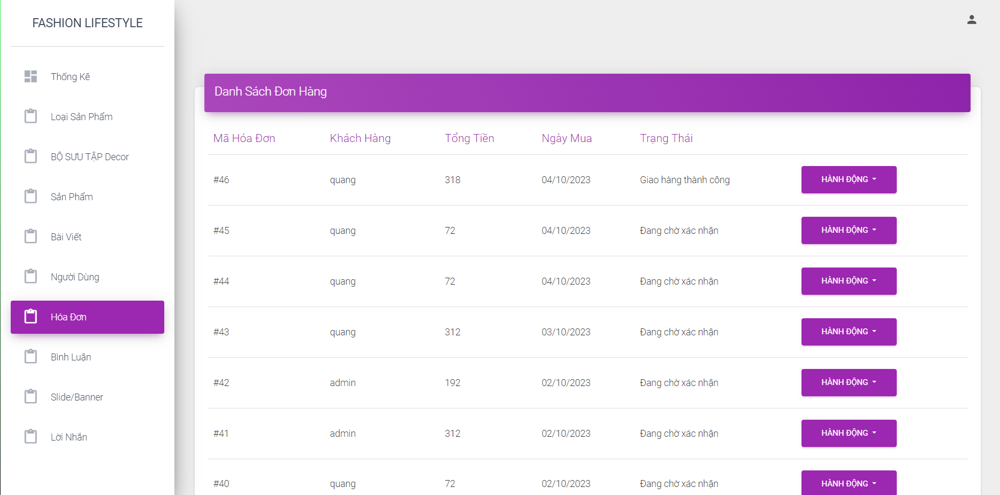 FASHION LIFESTYLE
Thống Kê
Loại Sản Phẩm
BỘ SƯU TẬP Decor
Sản Phẩm
Bài Viết
Người Dùng
Hóa Đơn
Bình Luận
Slide/Banner
Lời Nhắn
Danh Sách Đơn Hàng
Mã Hóa Đơn Khách Hàng Tổng Tiền Ngày Mua Trạng Thái
#46 quang 318 04/10/2023 Giao hàng thành công HÀNH ĐỘNG
#45 quang 72 04/10/2023 Đang chờ xác nhận HÀNH ĐỘNG
#44 quang 72 04/10/2023 Đang chờ xác nhận HÀNH ĐỘNG
#43 quang 312 03/10/2023 Đang chờ xác nhận HÀNH ĐỘNG
#42 admin 192 02/10/2023 Đang chờ xác nhận HÀNH ĐỘNG
#41 admin 312 02/10/2023 Đang chờ xác nhận HÀNH ĐỘNG
#40 quang 72 02/10/2023 Đang chờ xác nhận HÀNH ĐỘNG